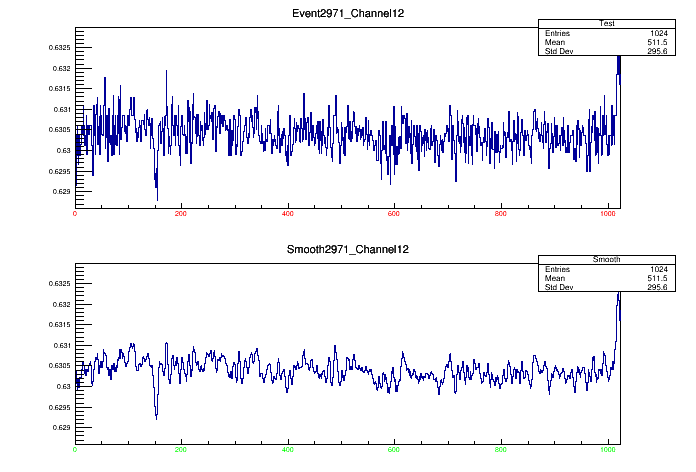 Event2971_Channel12
Test
Entries 1024
Mean 511.5
Std Dev 295.6
0.6325
0.632
0.6315
0.631
0.6305
0.63
0.6295
0.629
0 200 400 600 800 1000
Smooth2971_Channel12
Smooth
Entries 1024
Mean 511.5
Std Dev 295.6
0.6325
0.632
0.6315
0.631
0.6305
0.63
0.6295
0.629
0 200 400 600 800 1000